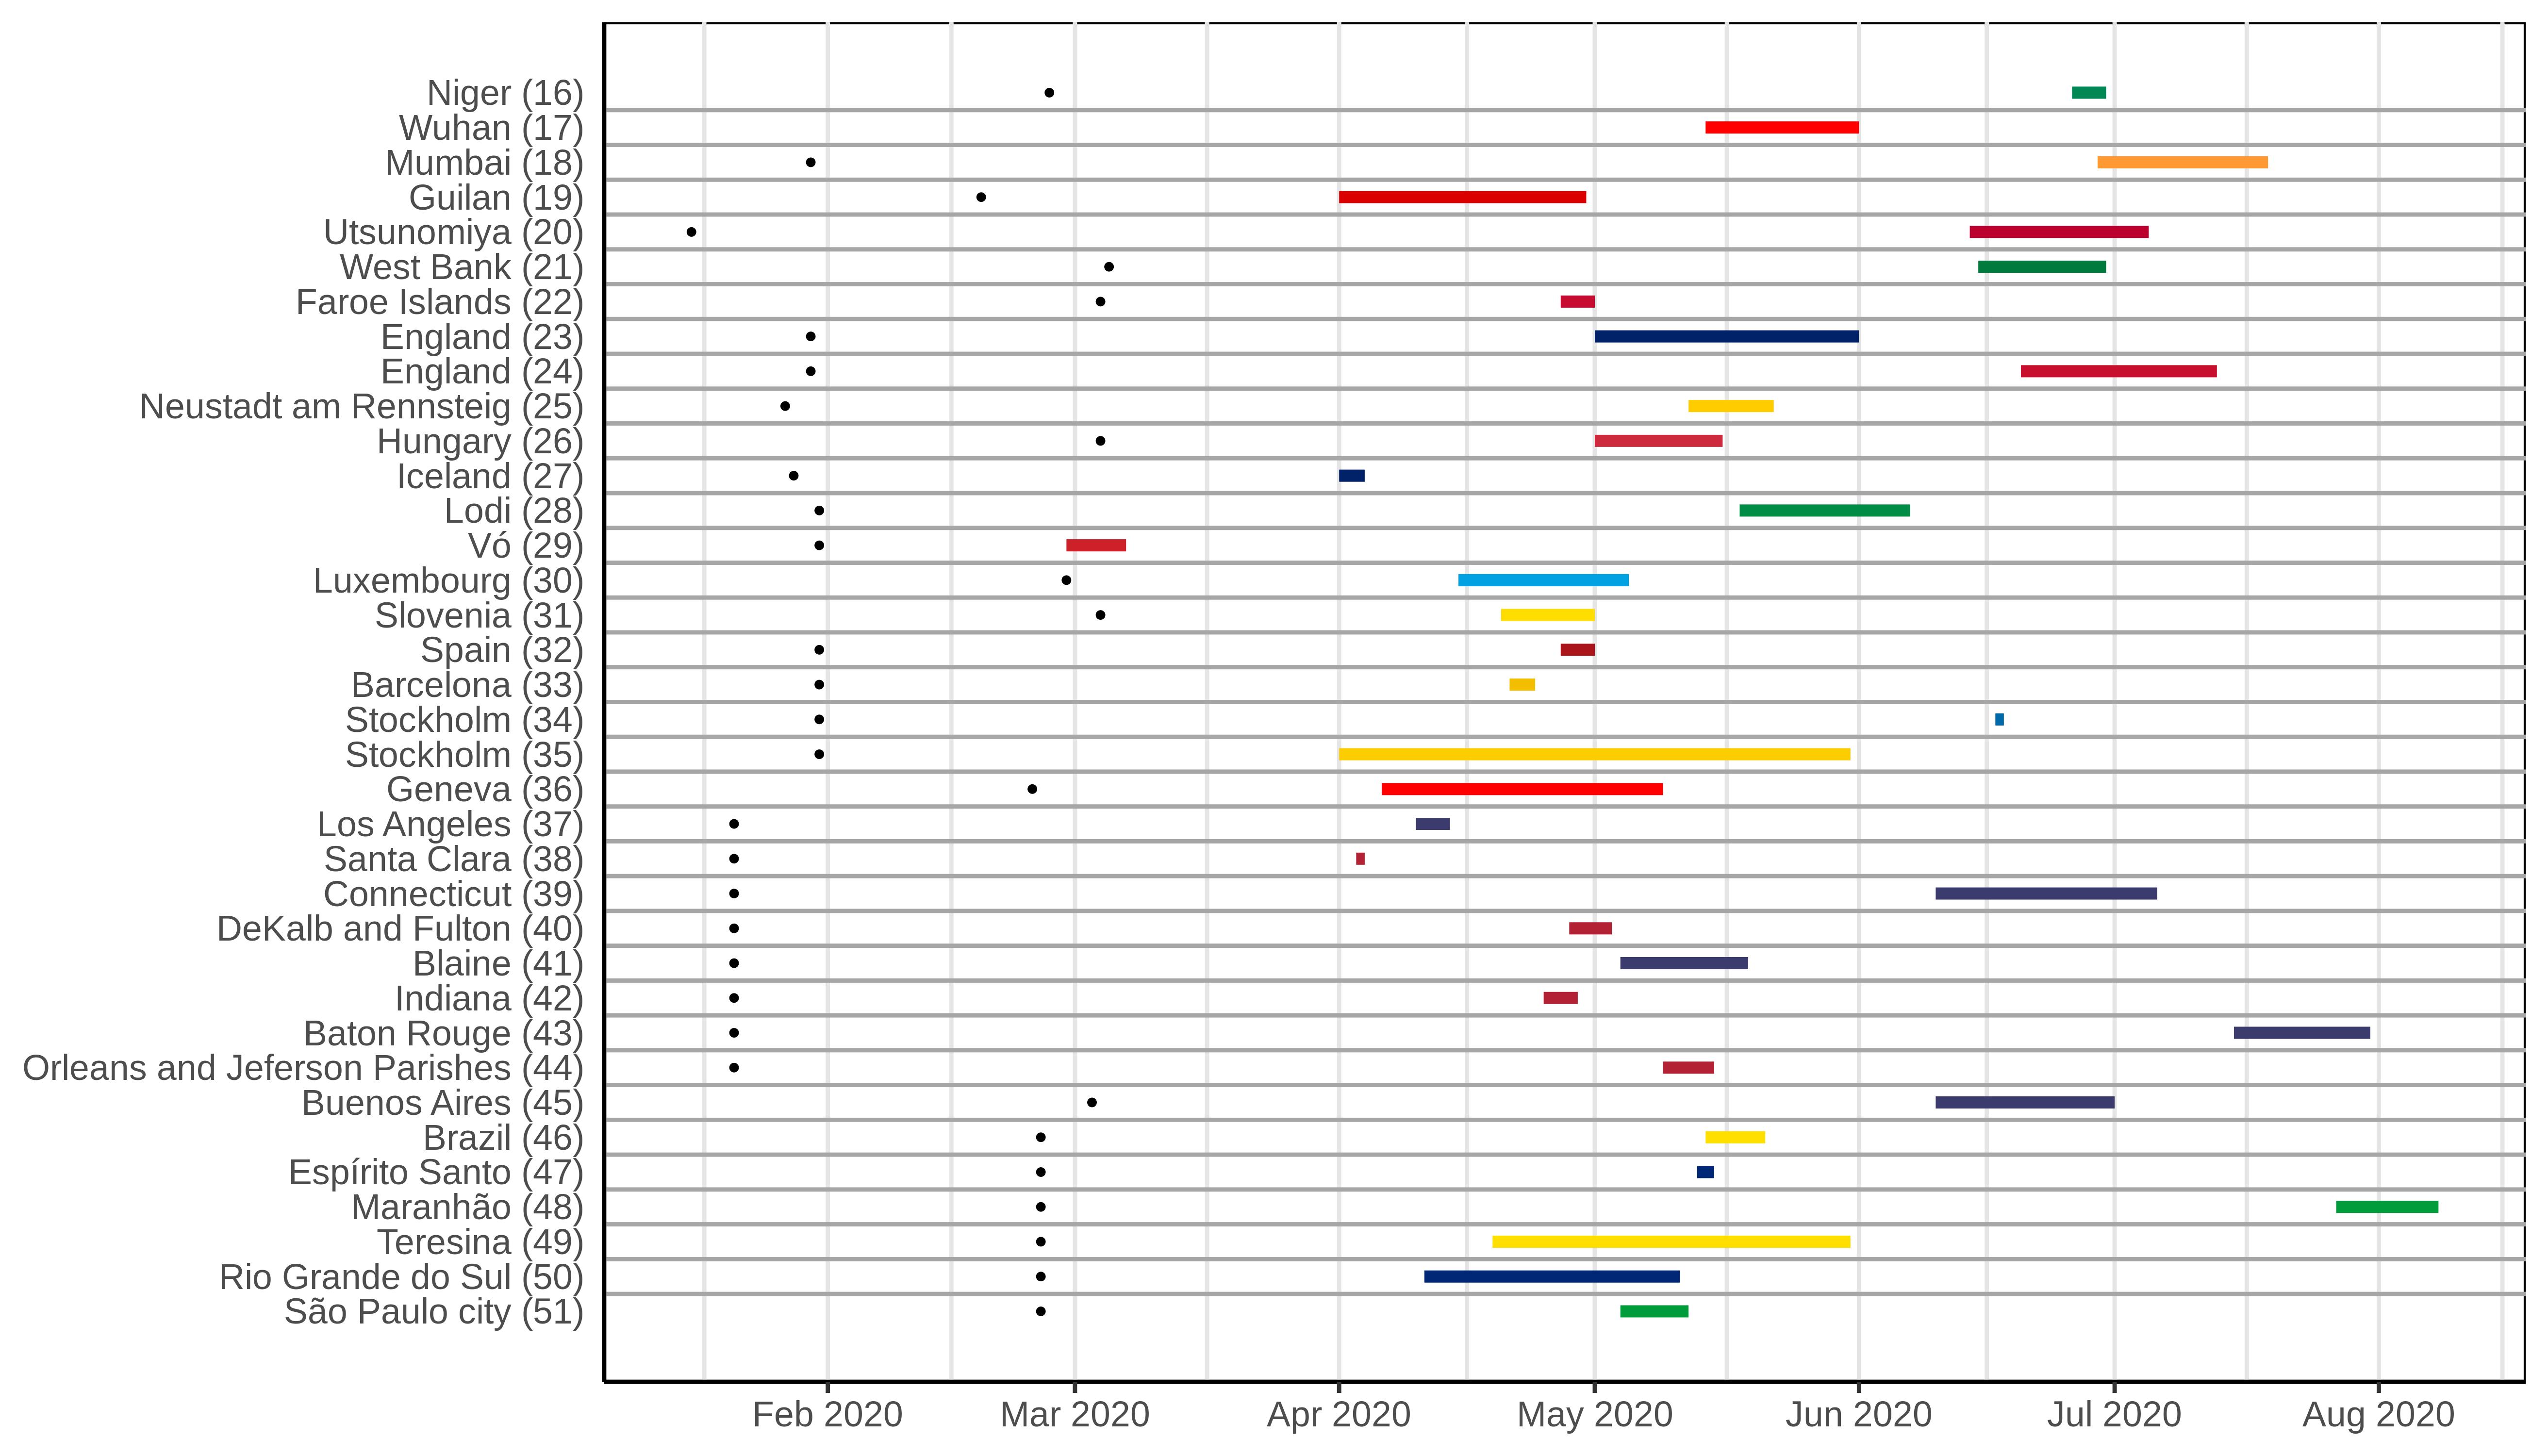 Niger (16)
Wuhan (17)
Mumbai (18)
Guilan (19)
Utsunomiya (20)
West Bank (21)
Faroe Islands (22)
England (23)
England (24)
Neustadt am Rennsteig (25)
Hungary (26)
Iceland (27)
Lodi (28)
Vó (29)
Luxembourg (30)
Slovenia (31)
Spain (32)
Barcelona (33)
Stockholm (34)
Stockholm (35)
Geneva (36)
Los Angeles (37)
Santa Clara (38)
Connecticut (39)
DeKalb and Fulton (40)
Blaine (41)
Indiana (42)
Baton Rouge (43)
Orleans and Jeferson Parishes (44)
Buenos Aires (45)
Brazil (46)
Espírito Santo (47)
Maranhão (48)
Teresina (49)
Rio Grande do Sul (50)
São Paulo city (51)
Feb 2020 Mar 2020 Apr 2020 May 2020 Jun 2020 Jul 2020 Aug 2020